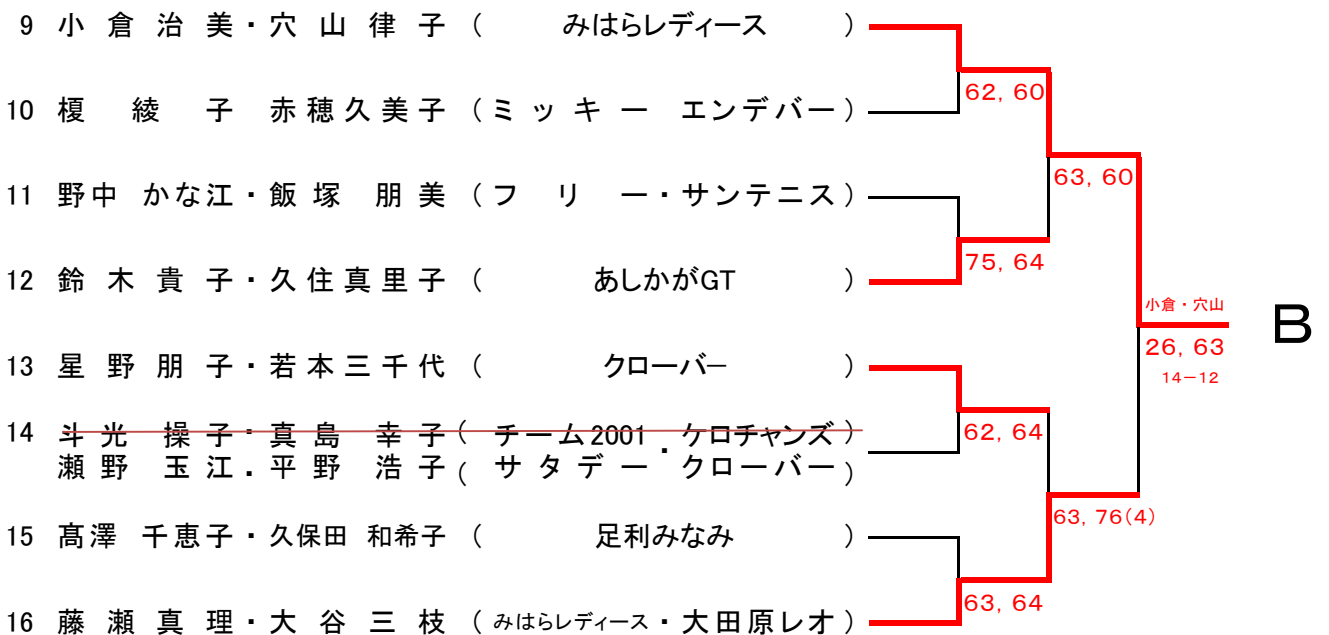 9 小倉治美・穴山律子 ( みはらレディース )
10 榎綾子 赤穂久美子 (ミッキー エンデバー)
62, 60
11 野中 かな江・飯塚 朋美 (フリー・サンテニス)
63, 60
12 鈴木貴子・久住真里子 ( あしかがGT )
75, 64
小倉・穴山
B
26, 63
14−12
13 星野朋子・若本三千代 ( クローバー )
14 斗光 操子・真島 幸子 ( チーム2001・ケロチャンズ )
瀬野 玉江・平野 浩子 ( サタデー クローバー )
62, 64
15 髙澤 千恵子・久保田 和希子 ( 足利みなみ )
63, 76(4)
16 藤瀬真理・大谷三枝 (みはらレディース・大田原レオ)
63, 64